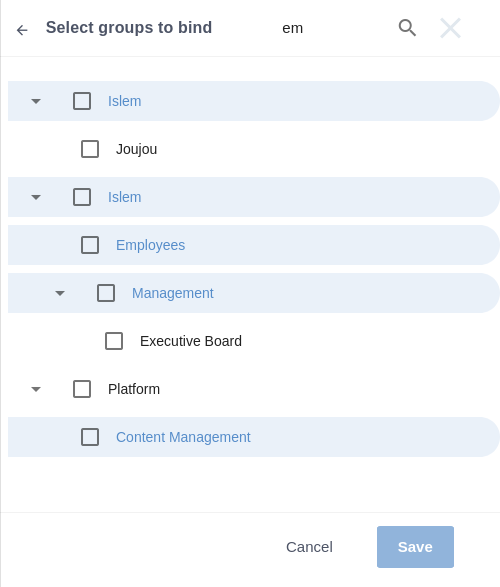 Select groups to bind em
Islem
Joujou
Islem
Employees
Management
Executive Board
Platform
Content Management
Cancel Save